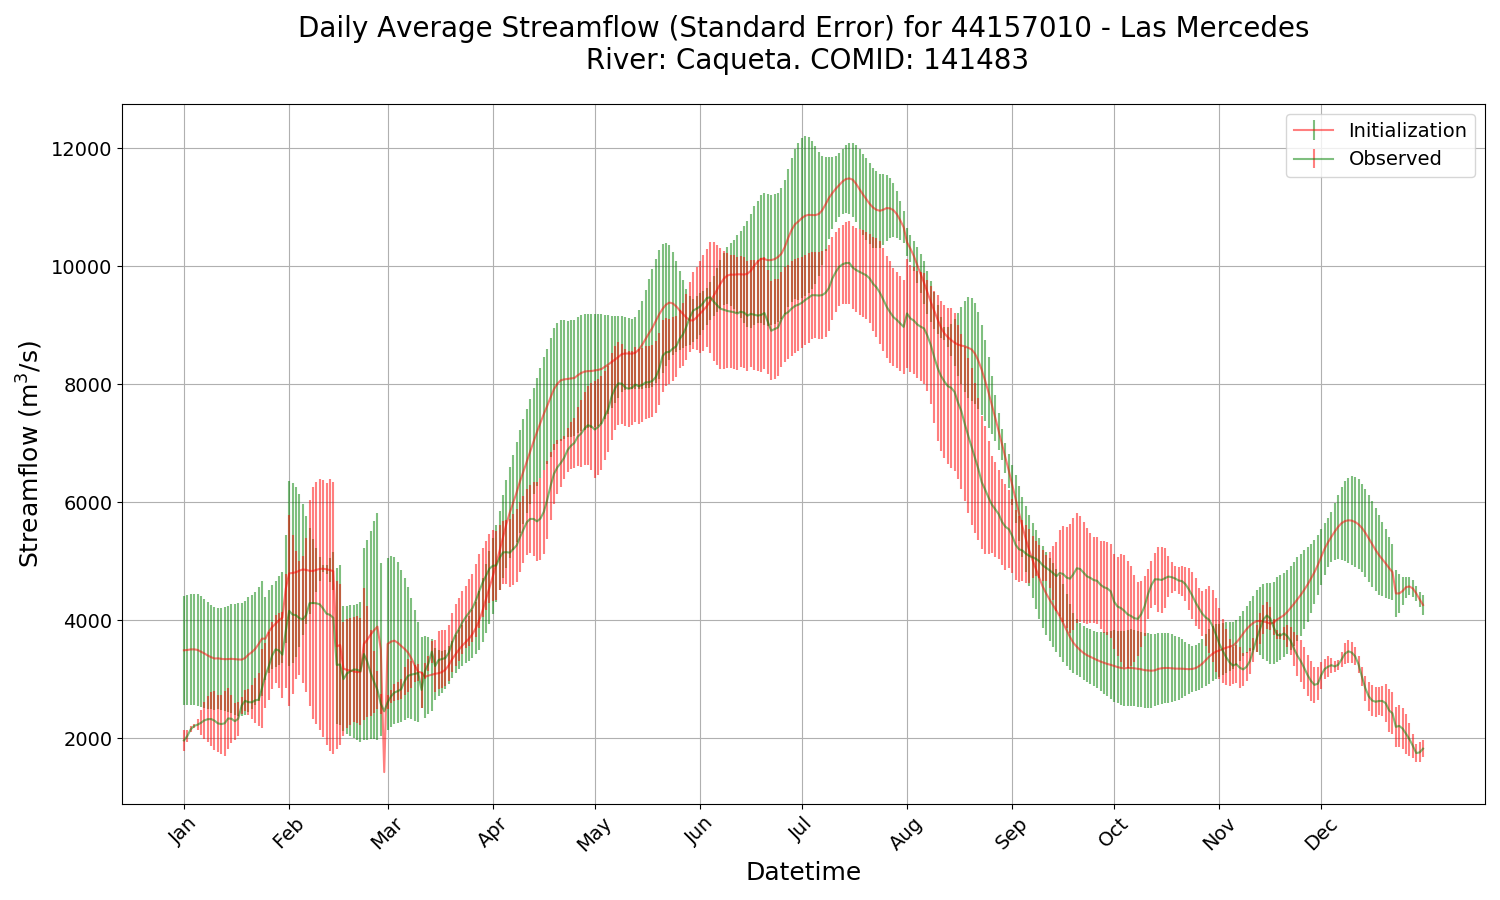 Daily Average Streamflow (Standard Error) for 44157010 - Las Mercedes
River: Caqueta. COMID: 141483
Initialization
Observed
12000
10000
8000
6000
4000
2000
Streamflow (m³/s)
Jan
Feb
Mar
Apr
May
Jun
Jul
Aug
Sep
Oct
Nov
Dec
Datetime